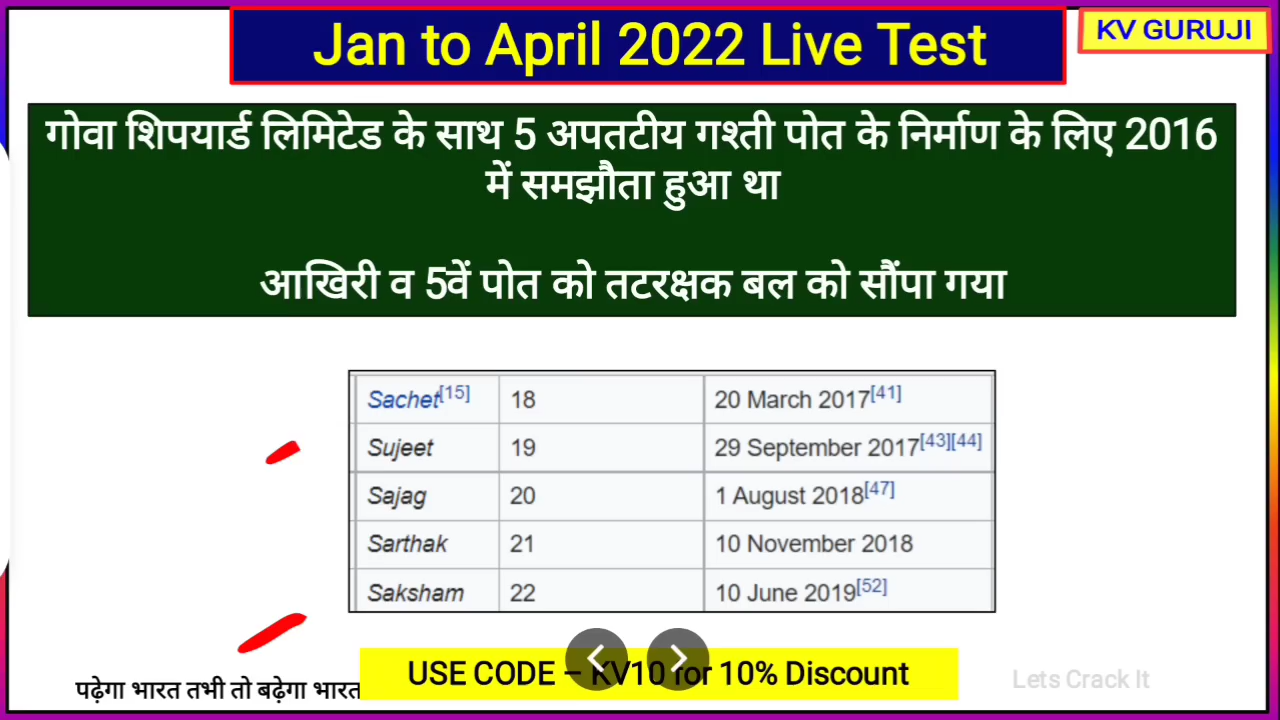 Jan to April 2022 Live Test
KV GURUJI
गोवा शिपयार्ड लिमिटेड के साथ 5 अपतटीय गश्ती पोत के निर्माण के लिए 2016
में समझौता हुआ था
आखिरी व 5वें पोत को तटरक्षक बल को सौंपा गया
Sachet[15] 18 20 March 2017[41]
Sujeet 19 29 September 2017[43][44]
Sajag 20 1 August 2018[47]
Sarthak 21 10 November 2018
Saksham 22 10 June 2019[52]
USE CODE – KV10 for 10% Discount
Lets Crack It
पढ़ेगा भारत तभी तो बढ़ेगा भारत